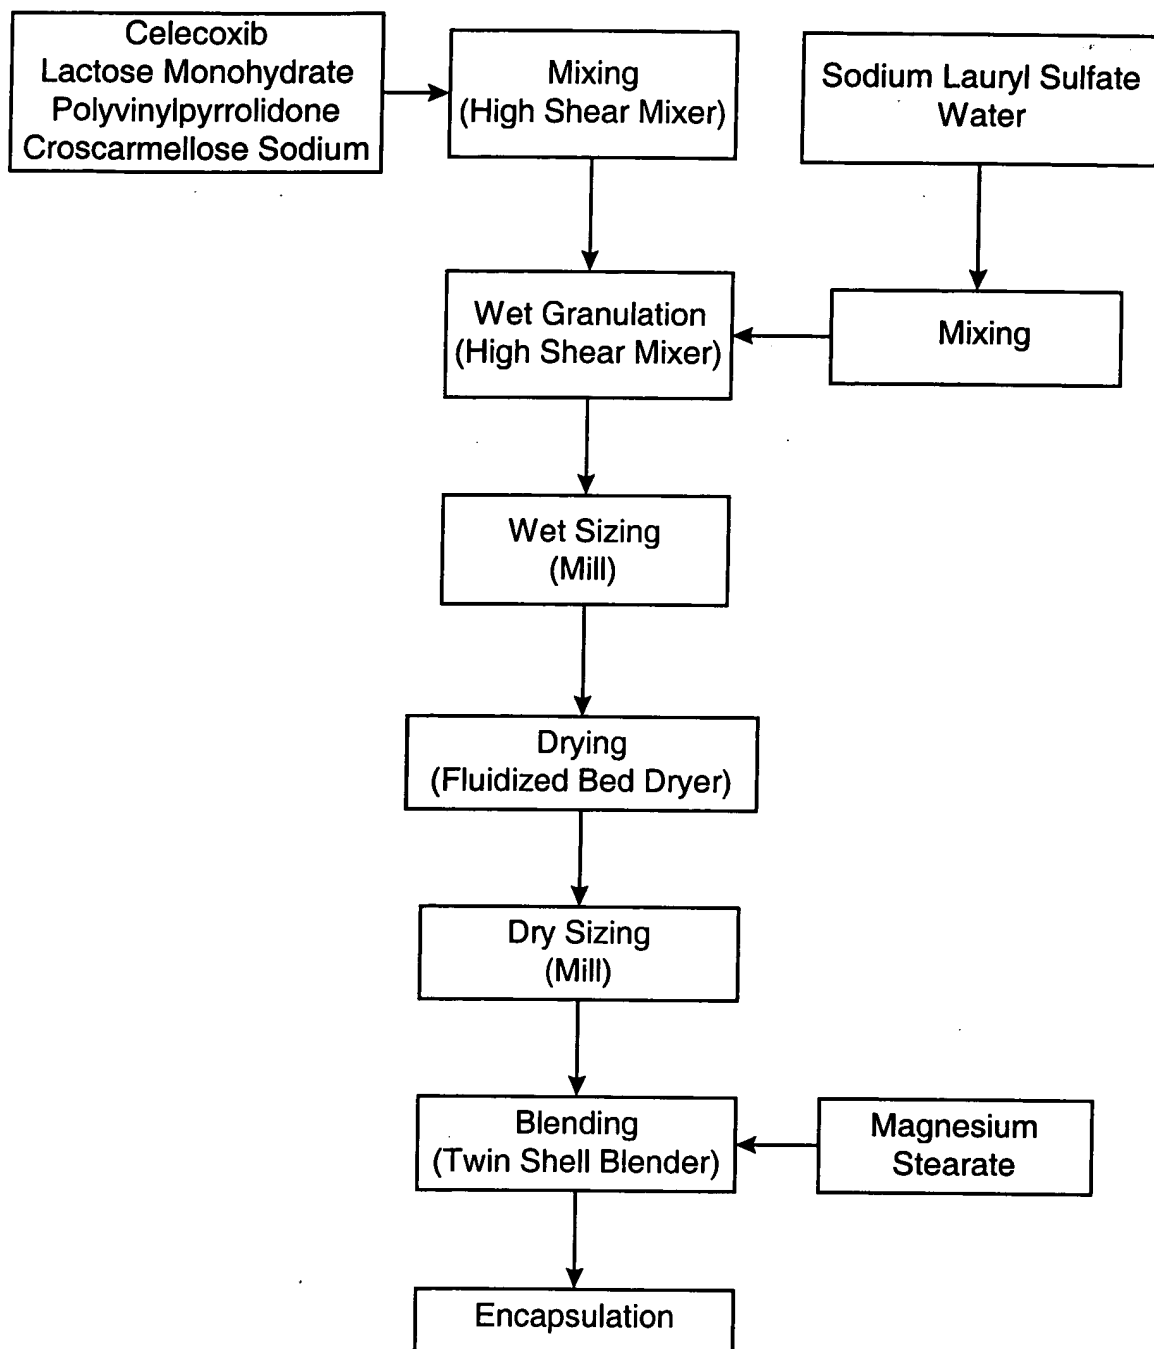 Celecoxib
Lactose Monohydrate
Polyvinylpyrrolidone
Croscarmellose Sodium
Mixing
(High Shear Mixer)
Sodium Lauryl Sulfate
Water
Wet Granulation
(High Shear Mixer)
Mixing
Wet Sizing
(Mill)
Drying
(Fluidized Bed Dryer)
Dry Sizing
(Mill)
Blending
(Twin Shell Blender)
Magnesium
Stearate
Encapsulation